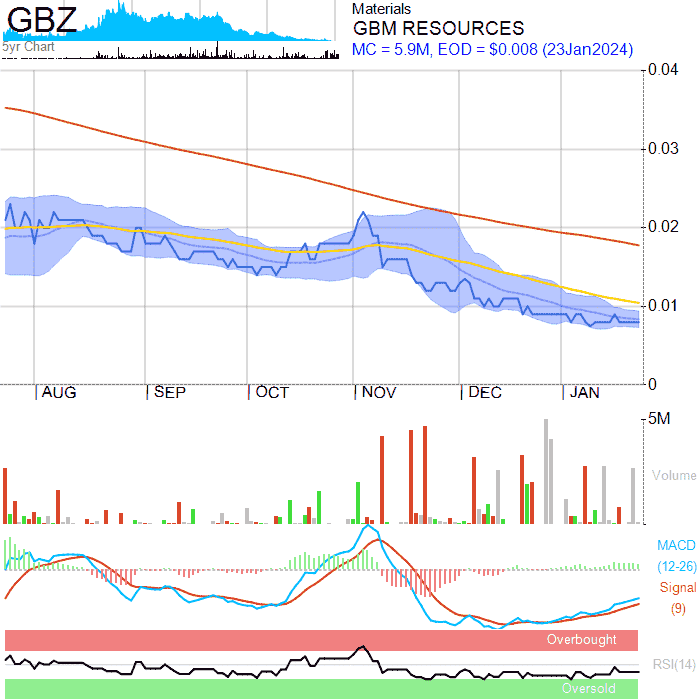 GBZ
5yr Chart
Materials
GBM RESOURCES
MC = 5.9M, EOD = $0.008 (23Jan2024)
0.04
0.03
0.02
0.01
0
AUG SEP OCT NOV DEC JAN
5M
Volume
MACD
(12-26)
Signal
(9)
Overbought
RSI(14)
Oversold